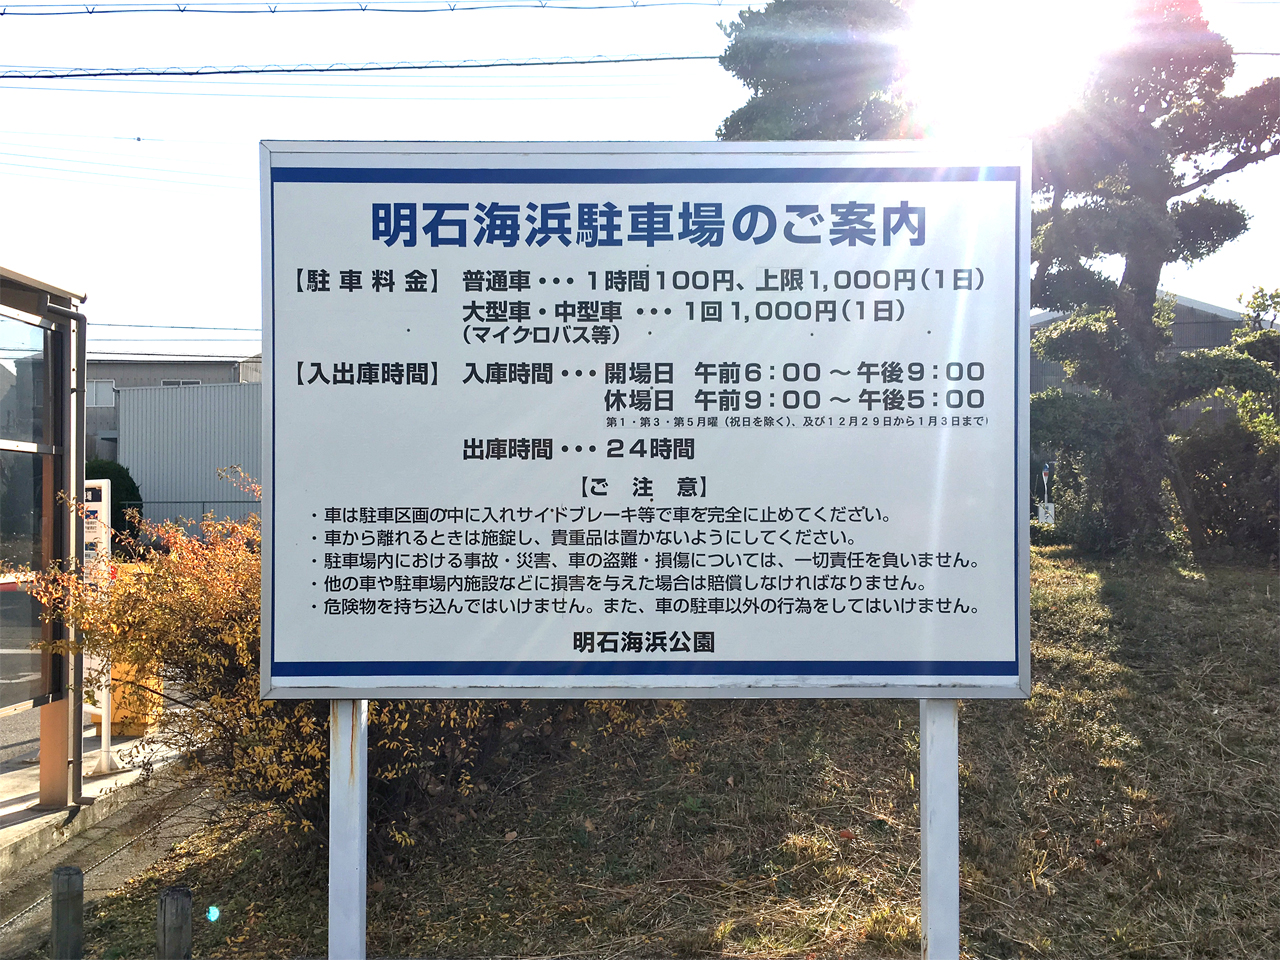 明石海浜駐車場のご案内
【駐車料金】 普通車・・・1時間100円、上限1,000円(1日)
大型車・中型車 ・・・1回1,000円(1日)
(マイクロバス等)
【入出庫時間】 入庫時間・・・開場日 午前6:00 ～ 午後9:00
休場日 午前9:00 ～ 午後5:00
第1・第3・第5月曜(祝日を除く)、及び12月29日から1月3日まで)
出庫時間・・・24時間
【ご 注 意】
・車は駐車区画の中に入れサイドブレーキ等で車を完全に止めてください。
・車から離れるときは施錠し、貴重品は置かないようにしてください。
・駐車場内における事故・災害、車の盗難・損傷については、一切責任を負いません。
・他の車や駐車場内施設などに損害を与えた場合は賠償しなければなりません。
・危険物を持ち込んではいけません。また、車の駐車以外の行為をしてはいけません。
明石海浜公園